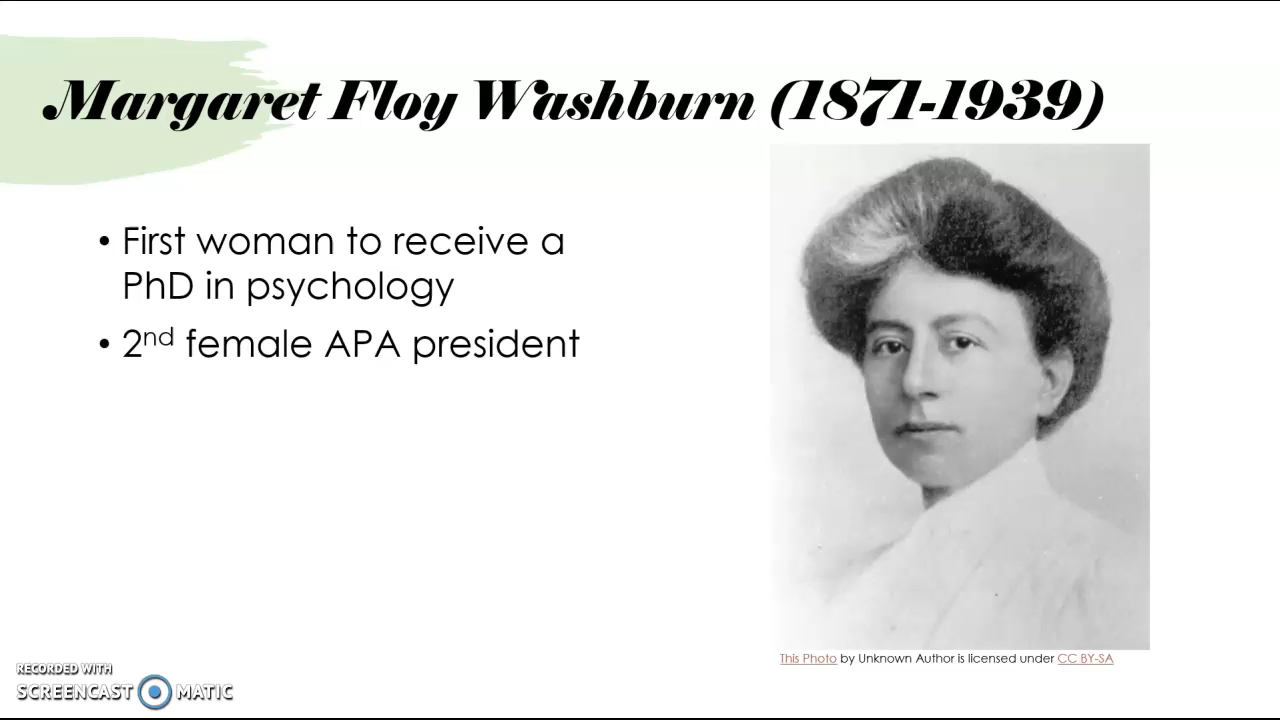 Margaret Floy Washburn (1871-1939)
• First woman to receive a
PhD in psychology
• 2nd female APA president
This Photo by Unknown Author is licensed under CC BY-SA
RECORDED WITH
SCREENCAST MATIC